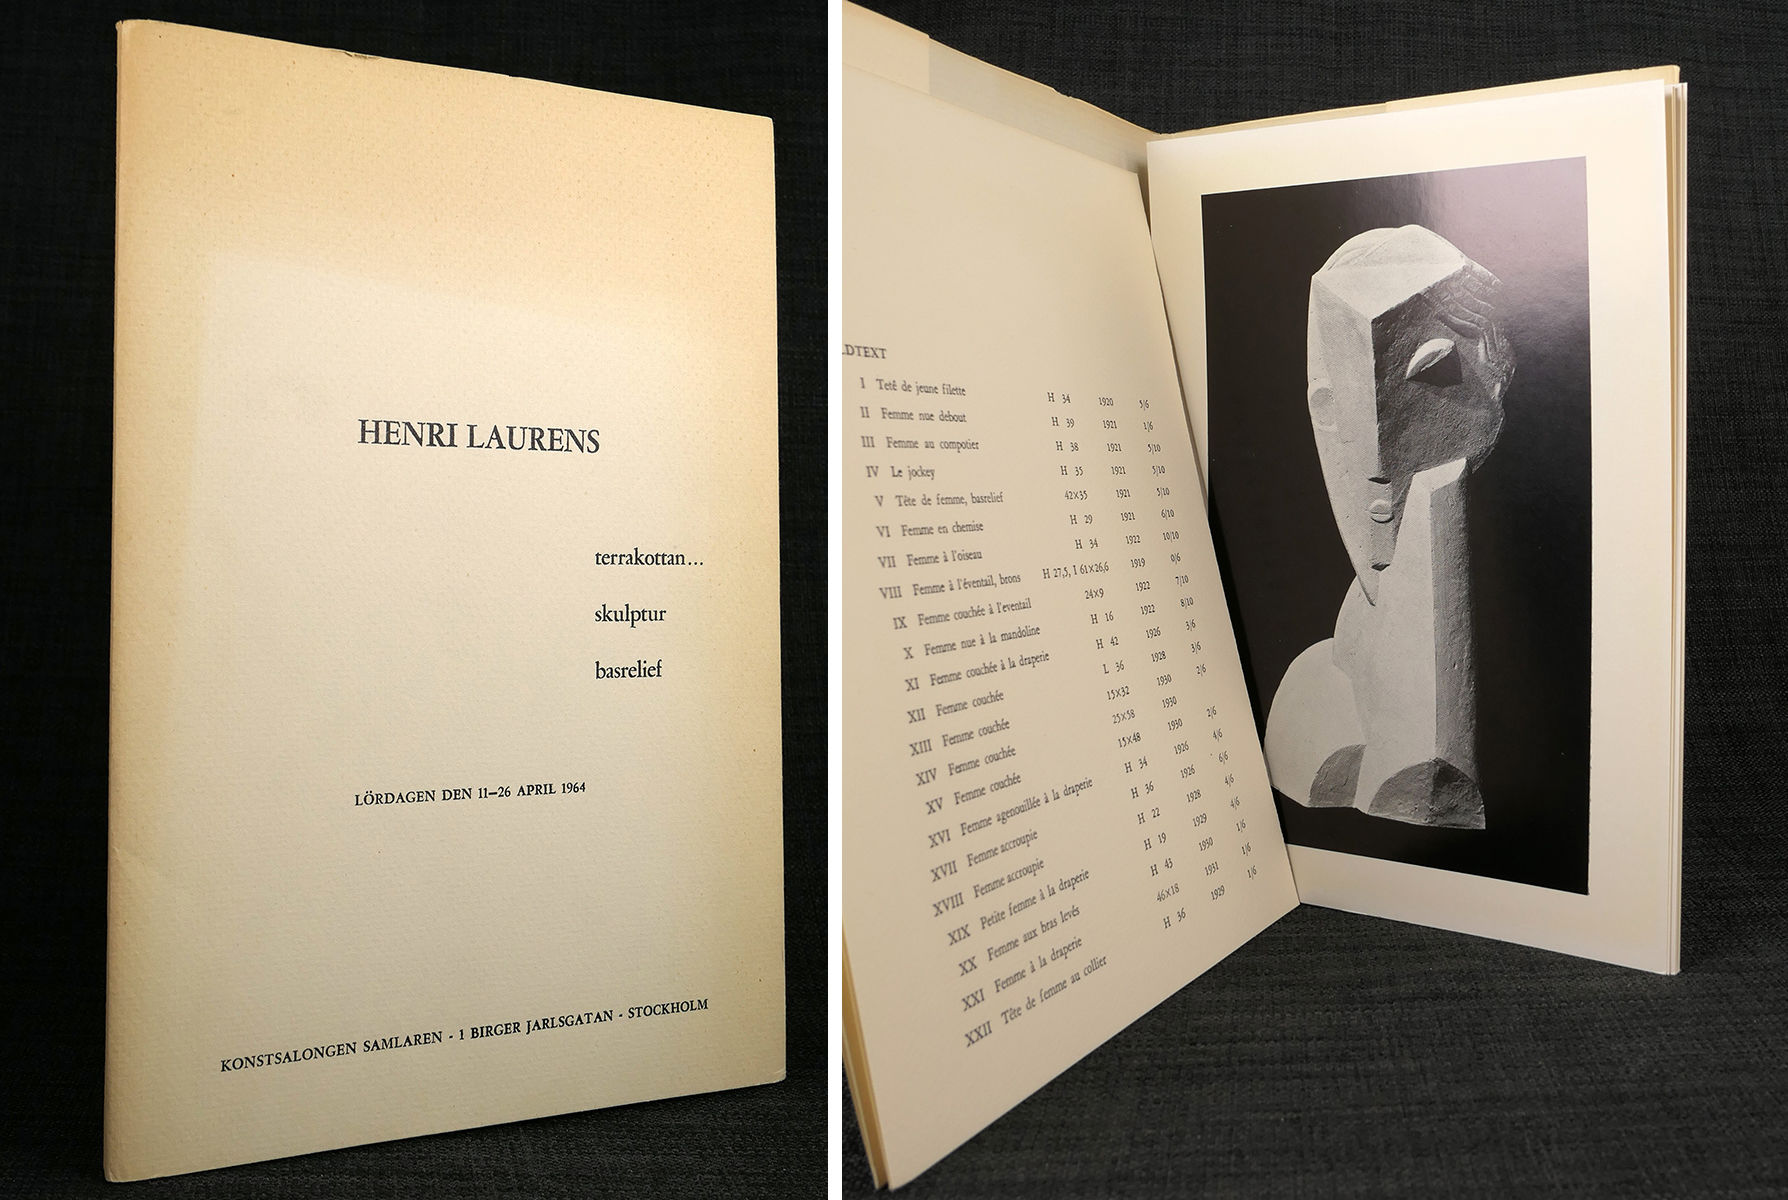 HENRI LAURENS
terrakottan...
skulptur
basrelief
LÖRDAGEN DEN 11–26 APRIL 1964
KONSTSALONGEN SAMLAREN - 1 BIRGER JARLSGATAN - STOCKHOLM
LDTEXT
I Tetê de jeune filette H 34 1920 5/6
II Femme nue debout H 39 1921 1/6
III Femme au compotier H 38 1921 5/10
IV Le jockey H 35 1921 5/10
V Tête de femme, basrelief 42×35 1921 5/10
VI Femme en chemise H 29 1921 6/10
VII Femme à l'oiseau H 34 1922 10/10
VIII Femme à l'éventail, brons H 27,5, l 61×26,6 1919 0/6
IX Femme couchée à l'eventail 24×9 1922 7/10
X Femme nue à la mandoline H 16 1922 8/10
XI Femme couchée à la draperie H 42 1926 3/6
XII Femme couchée L 36 1928 3/6
XIII Femme couchée 15×32 1930 2/6
XIV Femme couchée 25×58 1930
XV Femme couchée 15×48 1930 2/6
XVI Femme agenouillée à la draperie H 34 1926 4/6
XVII Femme accroupie H 36 1926 6/6
XVIII Femme accroupie H 22 1928 4/6
XIX Petite femme à la draperie H 19 1929 4/6
XX Femme aux bras levés H 43 1930 1/6
XXI Femme à la draperie 46×18 1931 1/6
XXII Tête de femme au collier H 36 1929 1/6